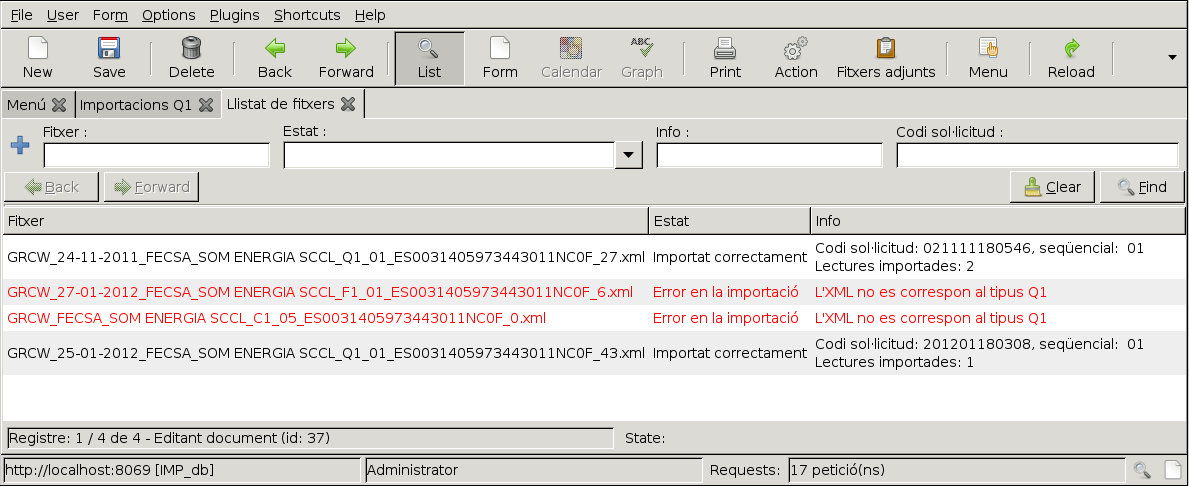 File User Form Options Plugins Shortcuts Help
New Save Delete Back Forward List Form Calendar Graph Print Action Fitxers adjunts Menu Reload
Menú Importacions Q1 Llistat de fitxers
Fitxer : Estat : Info : Codi sol·licitud :
Back Forward Clear Find
Fitxer Estat Info
GRCW_24-11-2011_FECSA_SOM ENERGIA SCCL_Q1_01_ES0031405973443011NC0F_27.xml Importat correctament Codi sol·licitud: 021111180546, seqüencial: 01
Lectures importades: 2
GRCW_27-01-2012_FECSA_SOM ENERGIA SCCL_F1_01_ES0031405973443011NC0F_6.xml Error en la importació L'XML no es correspon al tipus Q1
GRCW_FECSA_SOM ENERGIA SCCL_C1_05_ES0031405973443011NC0F_0.xml Error en la importació L'XML no es correspon al tipus Q1
GRCW_25-01-2012_FECSA_SOM ENERGIA SCCL_Q1_01_ES0031405973443011NC0F_43.xml Importat correctament Codi sol·licitud: 201201180308, seqüencial: 01
Lectures importades: 1
Registre: 1 / 4 de 4 - Editant document (id: 37) State:
http://localhost:8069 [IMP_db] Administrator Requests: 17 petició(ns)